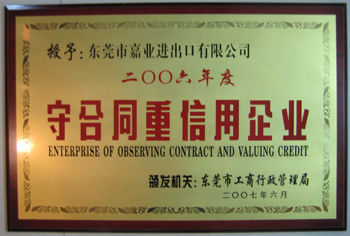 授予:东莞市嘉业进出口有限公司
二〇〇六年度
守合同重信用企业
ENTERPRISE OF OBSERVING CONTRACT AND VALUING CREDIT
颁发机关:东莞市工商行政管理局
二〇〇七年六月